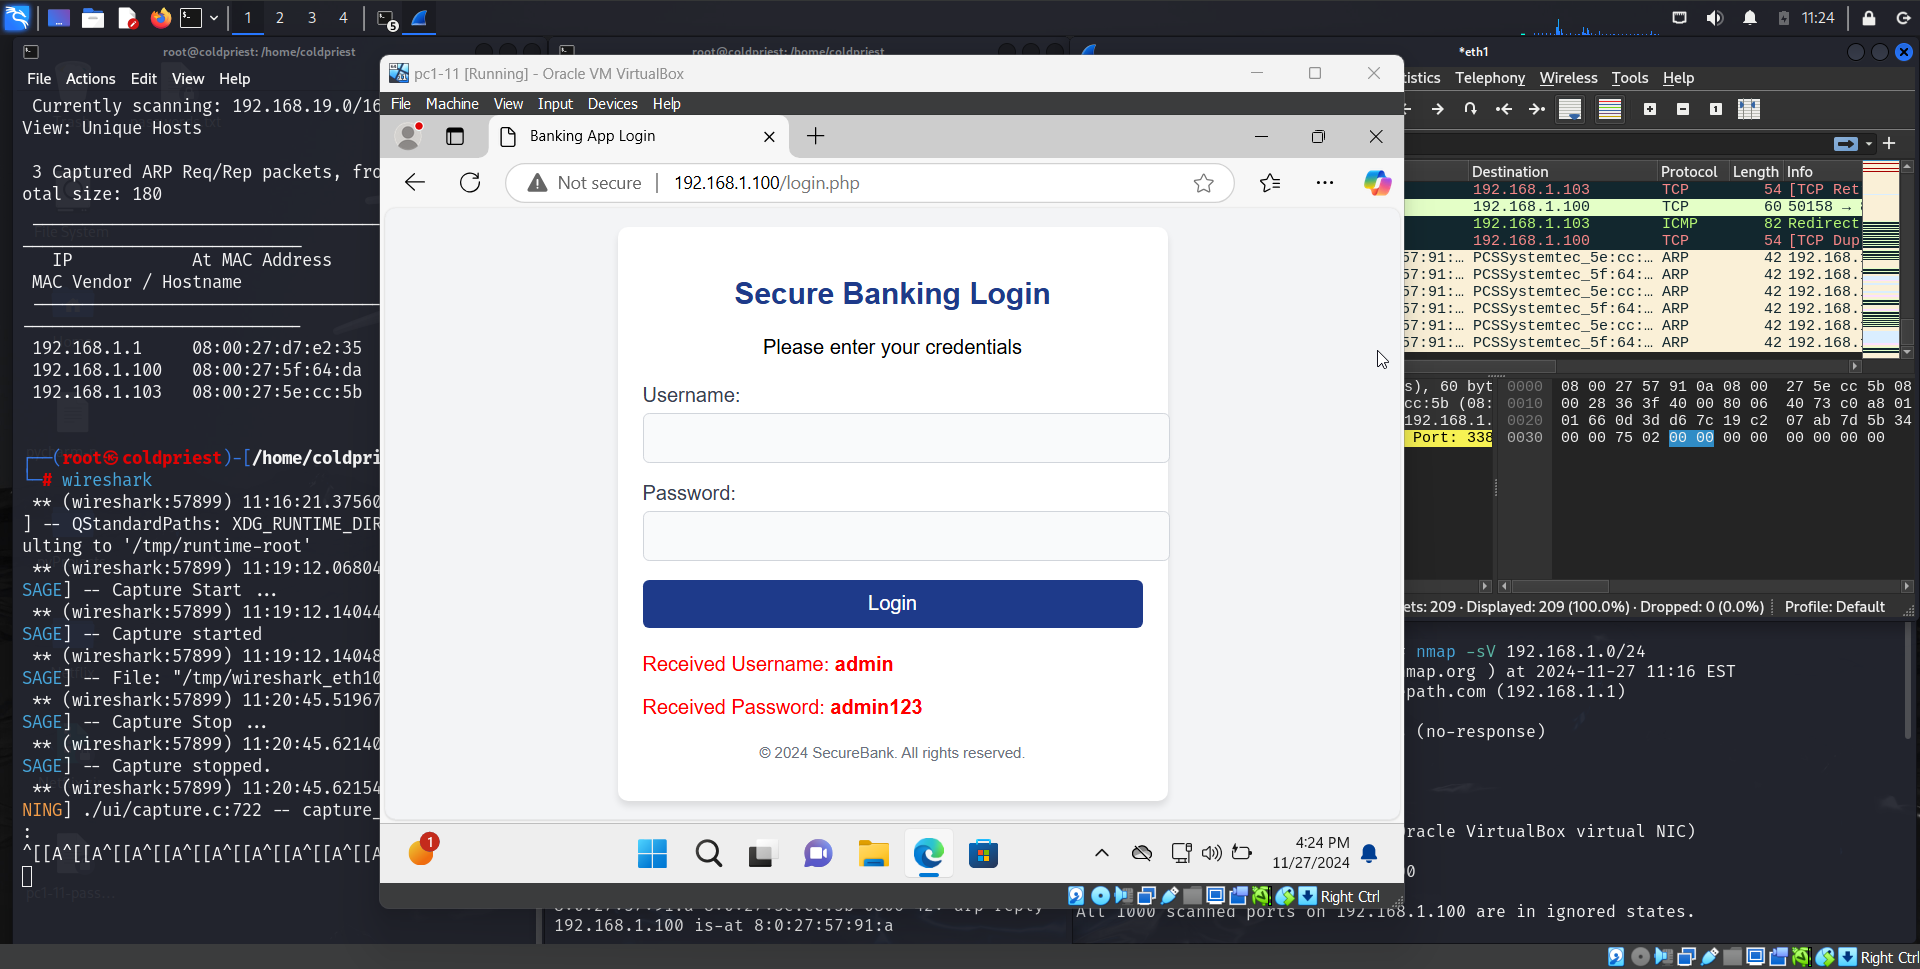 1 2 3 4 5 11:24
root@coldpriest: /home/coldpriest
root@coldpriest: /home/coldpriest
*eth1
File Actions Edit View Help
Currently scanning: 192.168.19.0/16
View: Unique Hosts
3 Captured ARP Req/Rep packets, fro
otal size: 180
IP At MAC Address
MAC Vendor / Hostname
192.168.1.1 08:00:27:d7:e2:35
192.168.1.100 08:00:27:5f:64:da
192.168.1.103 08:00:27:5e:cc:5b
(root㉿coldpriest)-[/home/coldpri
# wireshark
** (wireshark:57899) 11:16:21.37560
] -- QStandardPaths: XDG_RUNTIME_DIR
ulting to '/tmp/runtime-root'
** (wireshark:57899) 11:19:12.06804
SAGE] -- Capture Start ...
** (wireshark:57899) 11:19:12.14044
SAGE] -- Capture started
** (wireshark:57899) 11:19:12.14048
SAGE] -- File: "/tmp/wireshark_eth10
** (wireshark:57899) 11:20:45.51967
SAGE] -- Capture Stop ...
** (wireshark:57899) 11:20:45.62140
SAGE] -- Capture stopped.
** (wireshark:57899) 11:20:45.62154
NING] ./ui/capture.c:722 -- capture_
:
^[[A^[[A^[[A^[[A^[[A^[[A^[[A^[[A^[[A
pc1-11 [Running] - Oracle VM VirtualBox
File Machine View Input Devices Help
Banking App Login
Not secure 192.168.1.100/login.php
Secure Banking Login
Please enter your credentials
Username:
Password:
Login
Received Username: admin
Received Password: admin123
© 2024 SecureBank. All rights reserved.
1
4:24 PM
11/27/2024
Right Ctrl
istics Telephony Wireless Tools Help
Destination Protocol Length Info
192.168.1.103 TCP 54 [TCP Ret
192.168.1.100 TCP 60 50158 →
192.168.1.103 ICMP 82 Redirect
192.168.1.100 TCP 54 [TCP Dup
57:91:… PCSSystemtec_5e:cc:… ARP 42 192.168.
57:91:… PCSSystemtec_5f:64:… ARP 42 192.168.
57:91:… PCSSystemtec_5e:cc:… ARP 42 192.168.
57:91:… PCSSystemtec_5f:64:… ARP 42 192.168.
57:91:… PCSSystemtec_5e:cc:… ARP 42 192.168.
57:91:… PCSSystemtec_5f:64:… ARP 42 192.168.
s), 60 byt
cc:5b (08:
192.168.1.
Port: 338
0000 08 00 27 57 91 0a 08 00 27 5e cc 5b 08
0010 00 28 36 3f 40 00 80 06 40 73 c0 a8 01
0020 01 66 0d 3d d6 7c 19 c2 07 ab 7d 5b 34
0030 00 00 75 02 00 00 00 00 00 00 00 00
ets: 209 · Displayed: 209 (100.0%) · Dropped: 0 (0.0%) Profile: Default
nmap -sV 192.168.1.0/24
map.org ) at 2024-11-27 11:16 EST
path.com (192.168.1.1)
(no-response)
racle VirtualBox virtual NIC)
0
All 1000 scanned ports on 192.168.1.100 are in ignored states.
192.168.1.100 is-at 8:0:27:57:91:a
Right Ctrl